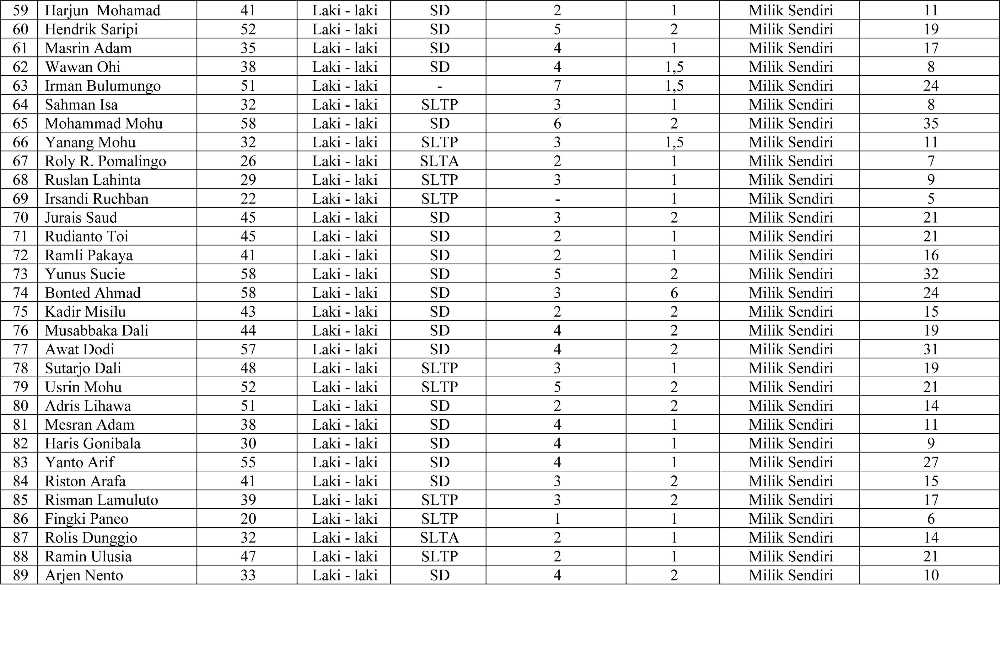 59 Harjun  Mohamad 41 Laki - laki SD 2 1 Milik Sendiri 11
60 Hendrik Saripi 52 Laki - laki SD 5 2 Milik Sendiri 19
61 Masrin Adam 35 Laki - laki SD 4 1 Milik Sendiri 17
62 Wawan Ohi 38 Laki - laki SD 4 1,5 Milik Sendiri 8
63 Irman Bulumungo 51 Laki - laki - 7 1,5 Milik Sendiri 24
64 Sahman Isa 32 Laki - laki SLTP 3 1 Milik Sendiri 8
65 Mohammad Mohu 58 Laki - laki SD 6 2 Milik Sendiri 35
66 Yanang Mohu 32 Laki - laki SLTP 3 1,5 Milik Sendiri 11
67 Roly R. Pomalingo 26 Laki - laki SLTA 2 1 Milik Sendiri 7
68 Ruslan Lahinta 29 Laki - laki SLTP 3 1 Milik Sendiri 9
69 Irsandi Ruchban 22 Laki - laki SLTP - 1 Milik Sendiri 5
70 Jurais Saud 45 Laki - laki SD 3 2 Milik Sendiri 21
71 Rudianto Toi 45 Laki - laki SD 2 1 Milik Sendiri 21
72 Ramli Pakaya 41 Laki - laki SD 2 1 Milik Sendiri 16
73 Yunus Sucie 58 Laki - laki SD 5 2 Milik Sendiri 32
74 Bonted Ahmad 58 Laki - laki SD 3 6 Milik Sendiri 24
75 Kadir Misilu 43 Laki - laki SD 2 2 Milik Sendiri 15
76 Musabbaka Dali 44 Laki - laki SD 4 2 Milik Sendiri 19
77 Awat Dodi 57 Laki - laki SD 4 2 Milik Sendiri 31
78 Sutarjo Dali 48 Laki - laki SLTP 3 1 Milik Sendiri 19
79 Usrin Mohu 52 Laki - laki SLTP 5 2 Milik Sendiri 21
80 Adris Lihawa 51 Laki - laki SD 2 2 Milik Sendiri 14
81 Mesran Adam 38 Laki - laki SD 4 1 Milik Sendiri 11
82 Haris Gonibala 30 Laki - laki SD 4 1 Milik Sendiri 9
83 Yanto Arif 55 Laki - laki SD 4 1 Milik Sendiri 27
84 Riston Arafa 41 Laki - laki SD 3 2 Milik Sendiri 15
85 Risman Lamuluto 39 Laki - laki SLTP 3 2 Milik Sendiri 17
86 Fingki Paneo 20 Laki - laki SLTP 1 1 Milik Sendiri 6
87 Rolis Dunggio 32 Laki - laki SLTA 2 1 Milik Sendiri 14
88 Ramin Ulusia 47 Laki - laki SLTP 2 1 Milik Sendiri 21
89 Arjen Nento 33 Laki - laki SD 4 2 Milik Sendiri 10